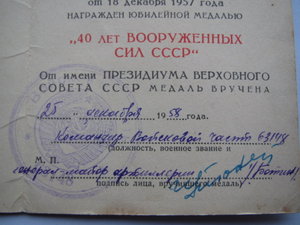 от 18 декабря 1957 года
НАГРАЖДЕН ЮБИЛЕЙНОЙ МЕДАЛЬЮ
„40 ЛЕТ ВООРУЖЕННЫХ
СИЛ СССР“
От имени ПРЕЗИДИУМА ВЕРХОВНОГО
СОВЕТА СССР МЕДАЛЬ ВРУЧЕНА
„25“ декабря 1958 года.
Командир Войсковой части 63148
(должность, военное звание и
М. П.
генерал-майор артиллерии
подпись лица, вручившего медаль)